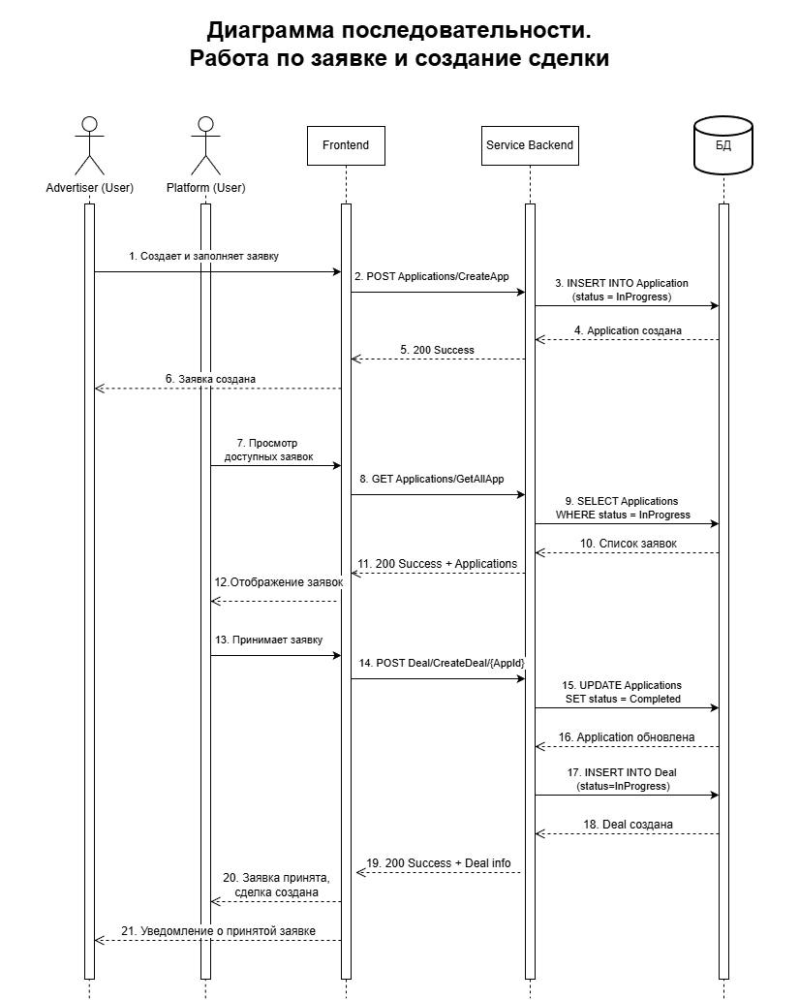 Диаграмма последовательности.
Работа по заявке и создание сделки
Advertiser (User)
Platform (User)
Frontend
Service Backend
БД
1. Создает и заполняет заявку
2. POST Applications/CreateApp
3. INSERT INTO Application
(status = InProgress)
4. Application создана
5. 200 Success
6. Заявка создана
7. Просмотр
доступных заявок
8. GET Applications/GetAllApp
9. SELECT Applications
WHERE status = InProgress
10. Список заявок
11. 200 Success + Applications
12.Отображение заявок
13. Принимает заявку
14. POST Deal/CreateDeal/{AppId}
15. UPDATE Applications
SET status = Completed
16. Application обновлена
17. INSERT INTO Deal
(status=InProgress)
18. Deal создана
19. 200 Success + Deal info
20. Заявка принята,
сделка создана
21. Уведомление о принятой заявке